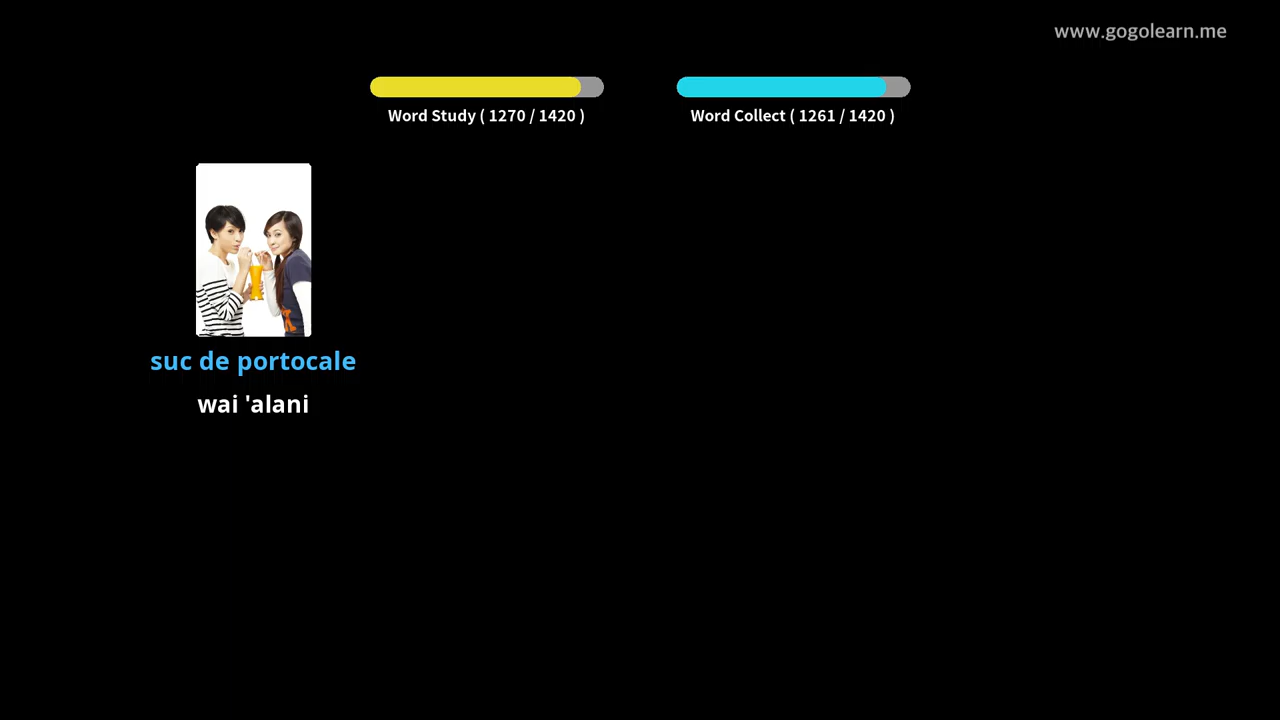 www.gogolearn.me
Word Study ( 1270 / 1420 )
Word Collect ( 1261 / 1420 )
suc de portocale
wai 'alani